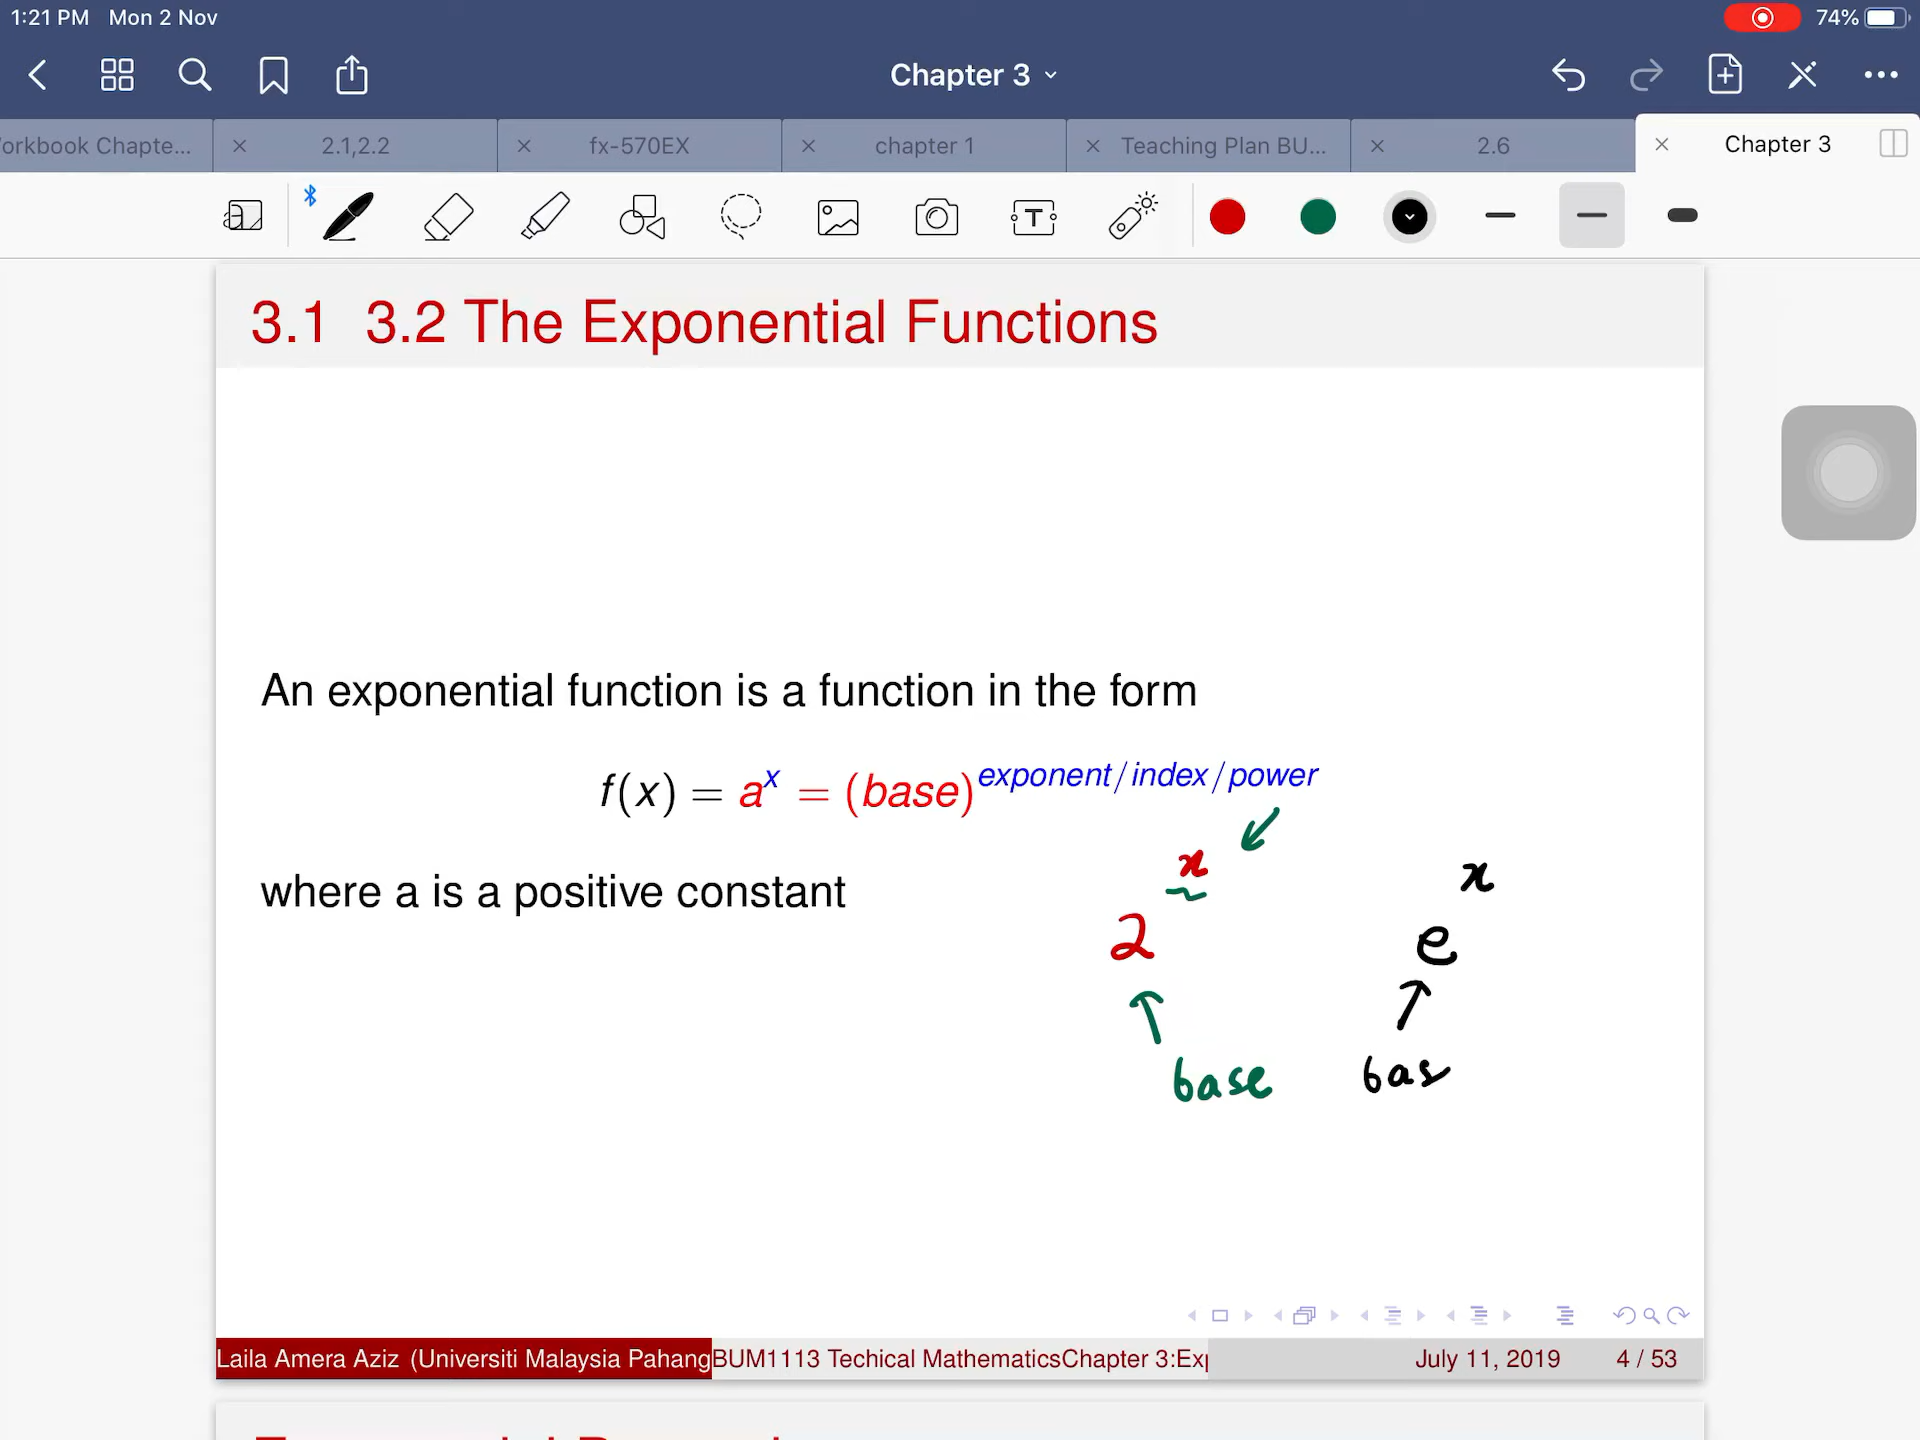 1:21 PM Mon 2 Nov
74%
Chapter 3
orkbook Chapte...
2.1,2.2
fx-570EX
chapter 1
Teaching Plan BU...
2.6
Chapter 3
3.1 3.2 The Exponential Functions
An exponential function is a function in the form
f(x) = a^x = (base)^exponent/index/power
where a is a positive constant
x
x
2
e
base
bas
Laila Amera Aziz (Universiti Malaysia Pahang
BUM1113 Techical MathematicsChapter 3:Exp
July 11, 2019
4 / 53